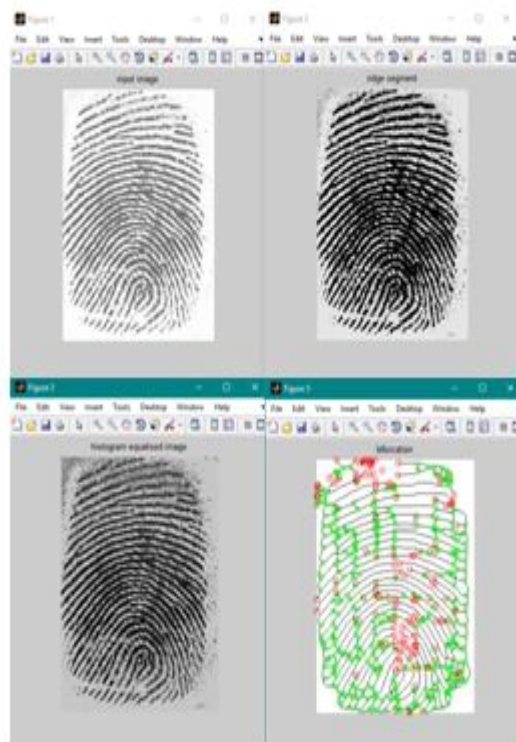 Figure 1
File Edit View Insert Tools Desktop Window Help
input image
Figure 2
File Edit View Insert Tools Desktop Window Help
ridge segment
Figure 3
File Edit View Insert Tools Desktop Window Help
histogram equalised image
Figure 5
File Edit View Insert Tools Desktop Window Help
bifurcation